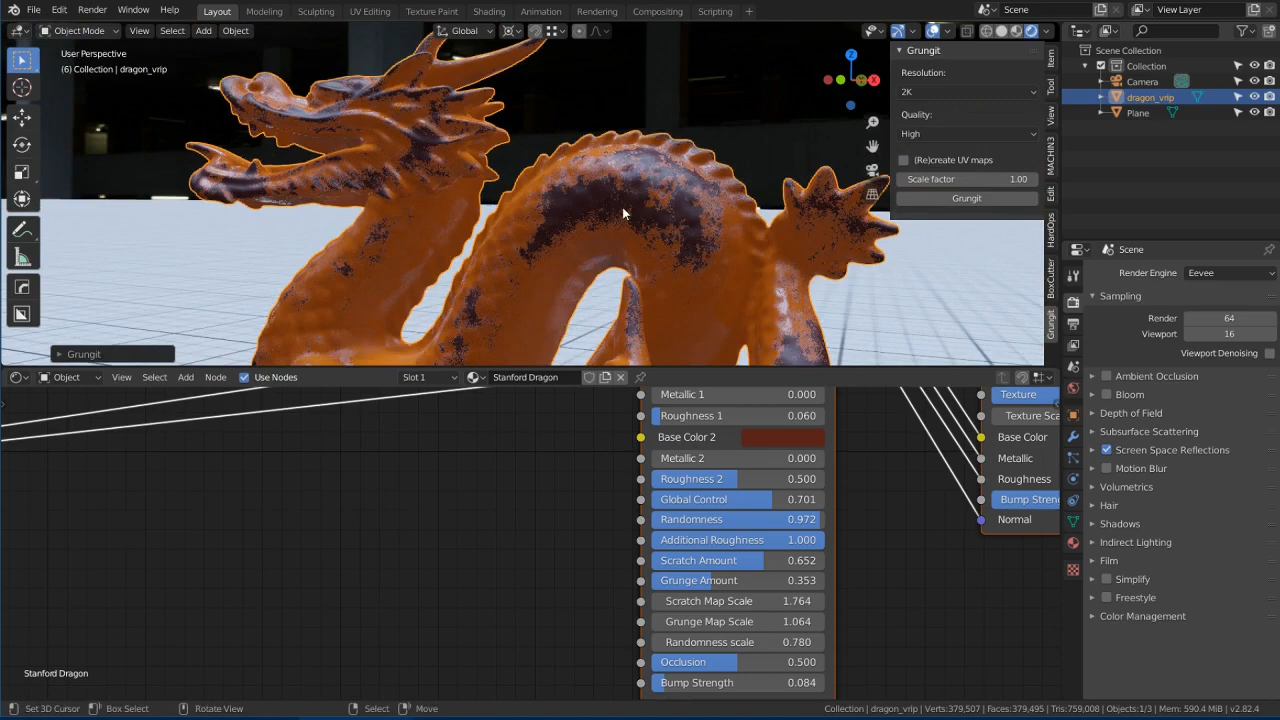 File Edit Render Window Help Layout Modeling Sculpting UV Editing Texture Paint Shading Animation Rendering Compositing Scripting + Scene View Layer
Object Mode View Select Add Object Global
User Perspective
(6) Collection | dragon_vrip
Z
X
Grungit
Grungit
Resolution:
2K
Quality:
High
(Re)create UV maps
Scale factor 1.00
Grungit
Item
Tool
View
MACHIN3
Edit
HardOps
BoxCutter
Grungit
Scene Collection
Collection
Camera
dragon_vrip
Plane
Scene
Render Engine Eevee
Sampling
Render 64
Viewport 16
Viewport Denoising
Ambient Occlusion
Bloom
Depth of Field
Subsurface Scattering
Screen Space Reflections
Motion Blur
Volumetrics
Hair
Shadows
Indirect Lighting
Film
Simplify
Freestyle
Color Management
Object View Select Add Node Use Nodes Slot 1 Stanford Dragon
Metallic 1 0.000
Roughness 1 0.060
Base Color 2
Metallic 2 0.000
Roughness 2 0.500
Global Control 0.701
Randomness 0.972
Additional Roughness 1.000
Scratch Amount 0.652
Grunge Amount 0.353
Scratch Map Scale 1.764
Grunge Map Scale 1.064
Randomness scale 0.780
Occlusion 0.500
Bump Strength 0.084
Texture
Texture Sca
Base Color
Metallic
Roughness
Bump Stren
Normal
Stanford Dragon
Set 3D Cursor Box Select Rotate View Select Move Collection | dragon_vrip | Verts:379,507 | Faces:379,495 | Tris:759,008 | Objects:1/3 | Mem: 590.4 MiB | v2.82.4